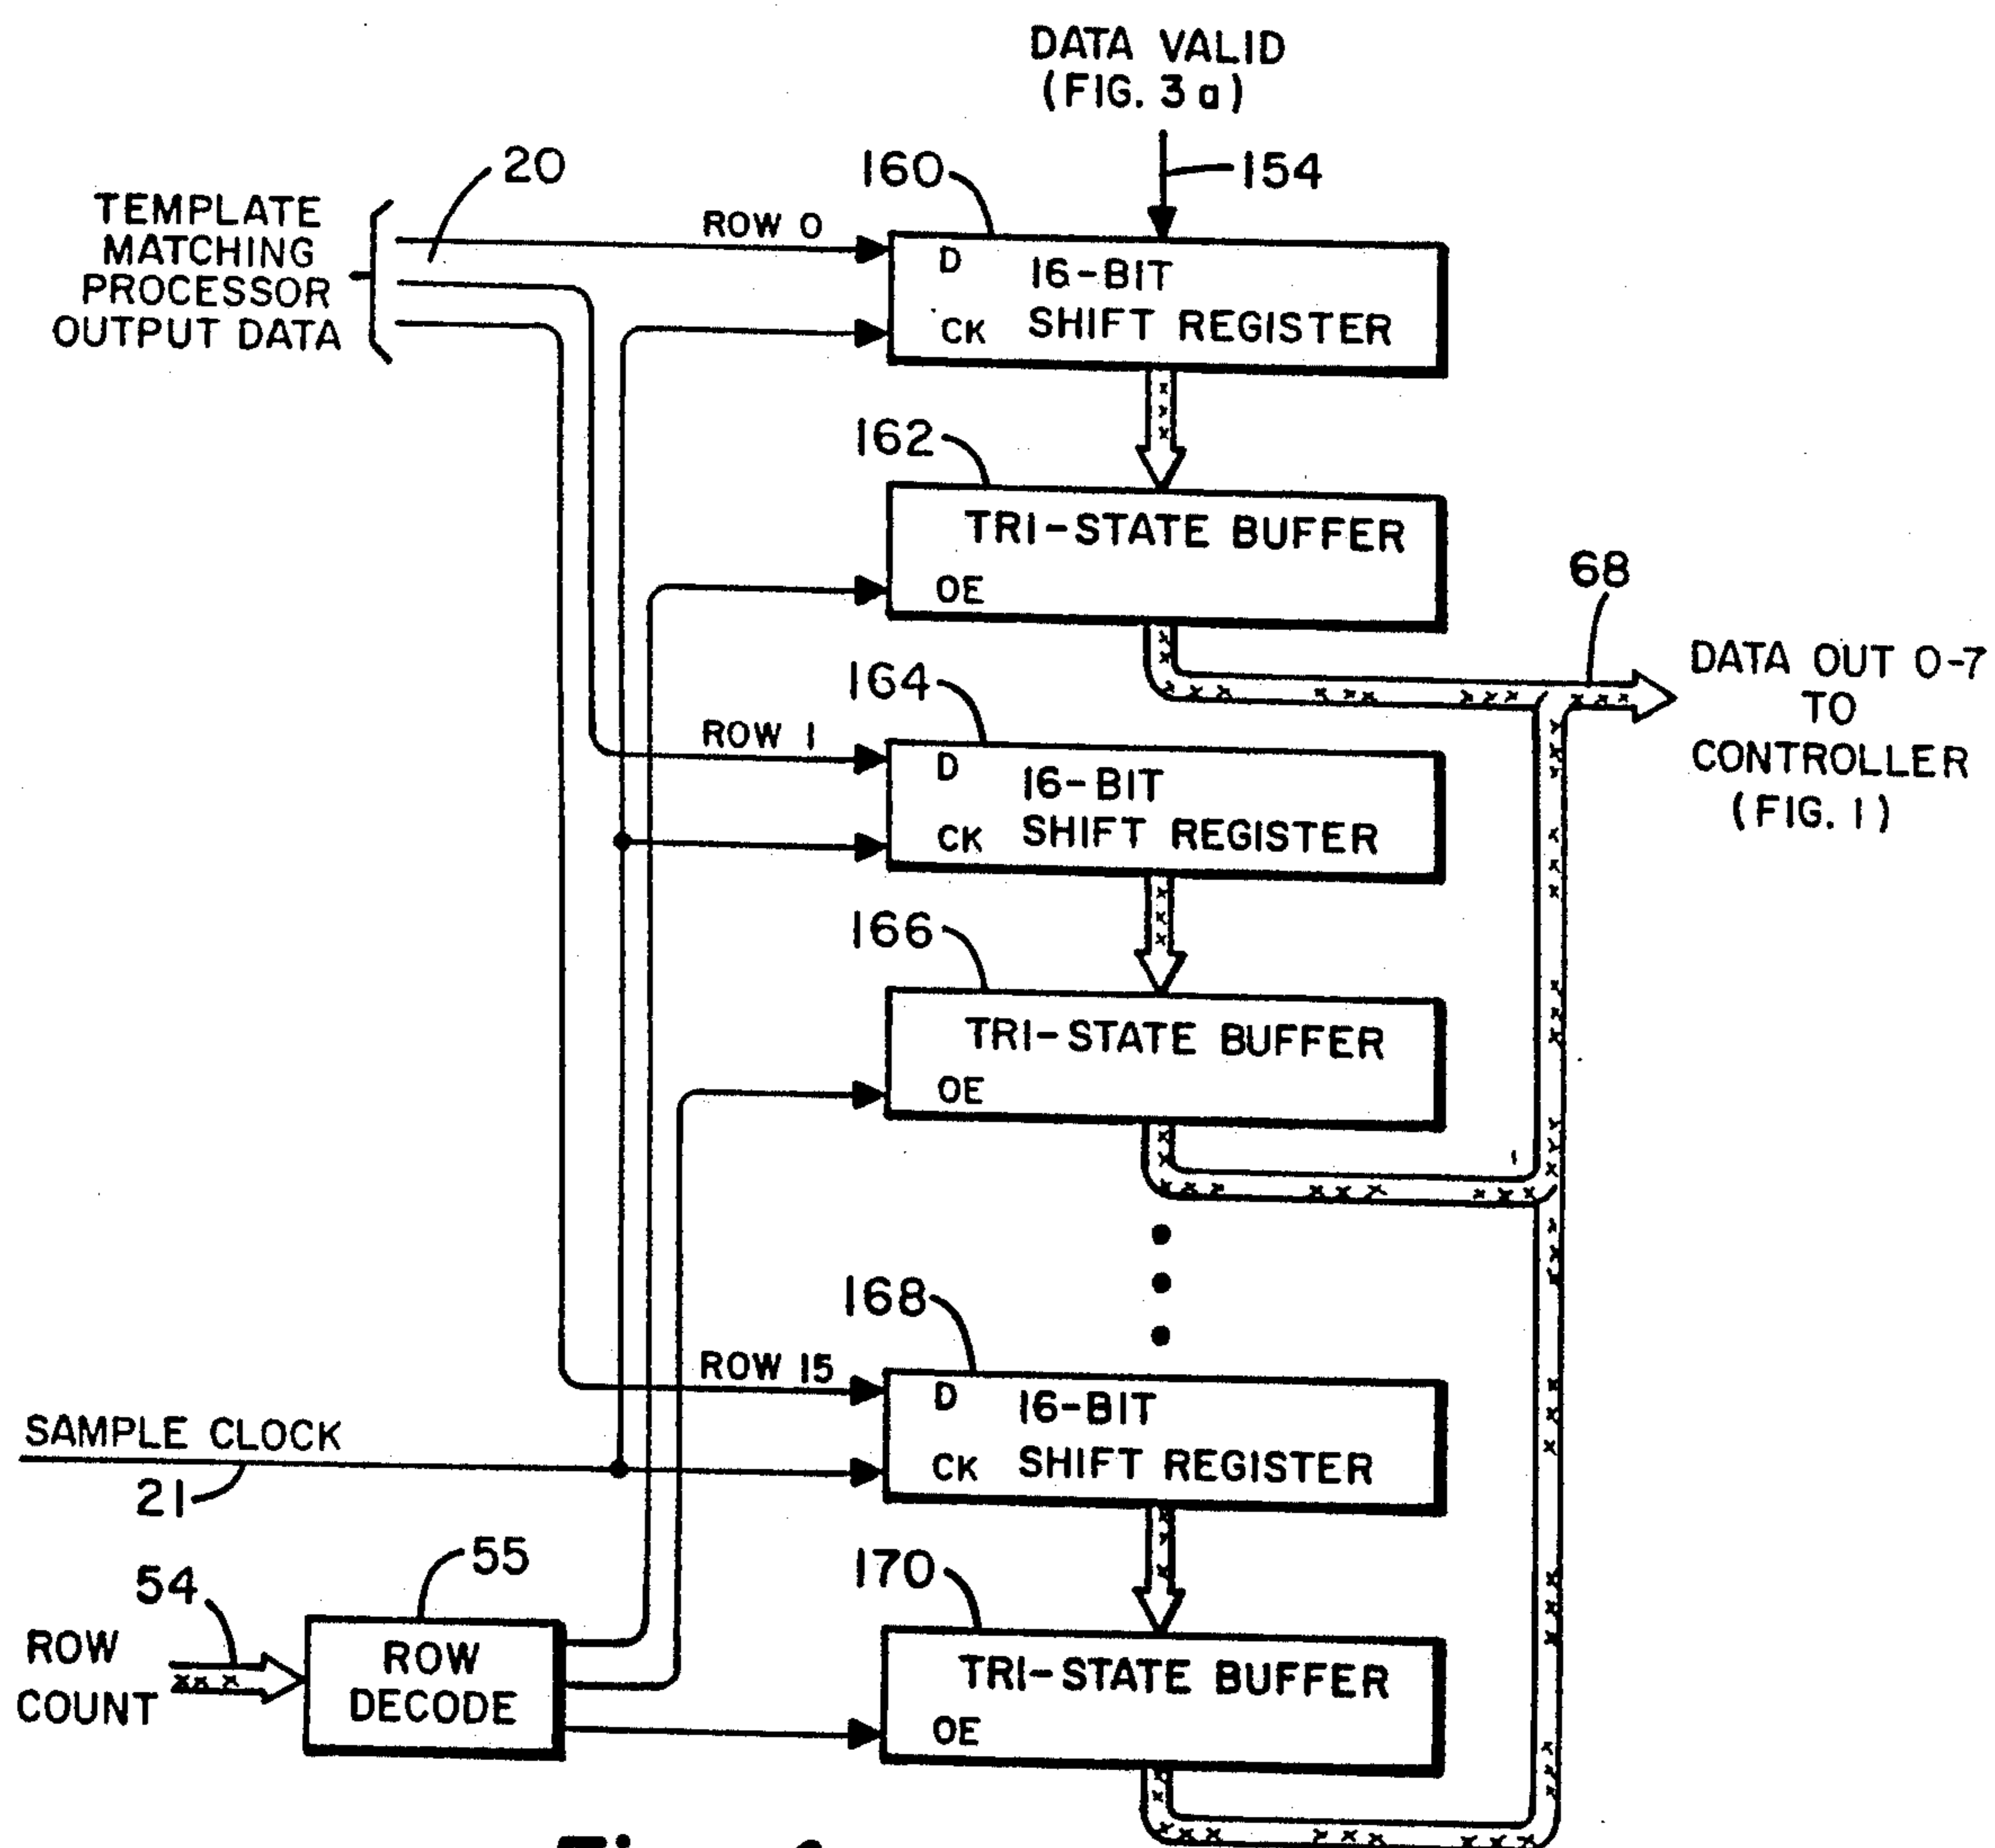 DATA VALID
(FIG. 3a)
154
20
160
TEMPLATE
MATCHING
PROCESSOR
OUTPUT DATA
ROW 0
D
16-BIT
CK
SHIFT REGISTER
162
TRI-STATE BUFFER
OE
68
DATA OUT 0-7
TO
CONTROLLER
(FIG. 1)
164
ROW 1
D
16-BIT
CK
SHIFT REGISTER
166
TRI-STATE BUFFER
OE
168
ROW 15
D
16-BIT
CK
SHIFT REGISTER
SAMPLE CLOCK
21
54
55
ROW
COUNT
ROW
DECODE
170
TRI-STATE BUFFER
OE